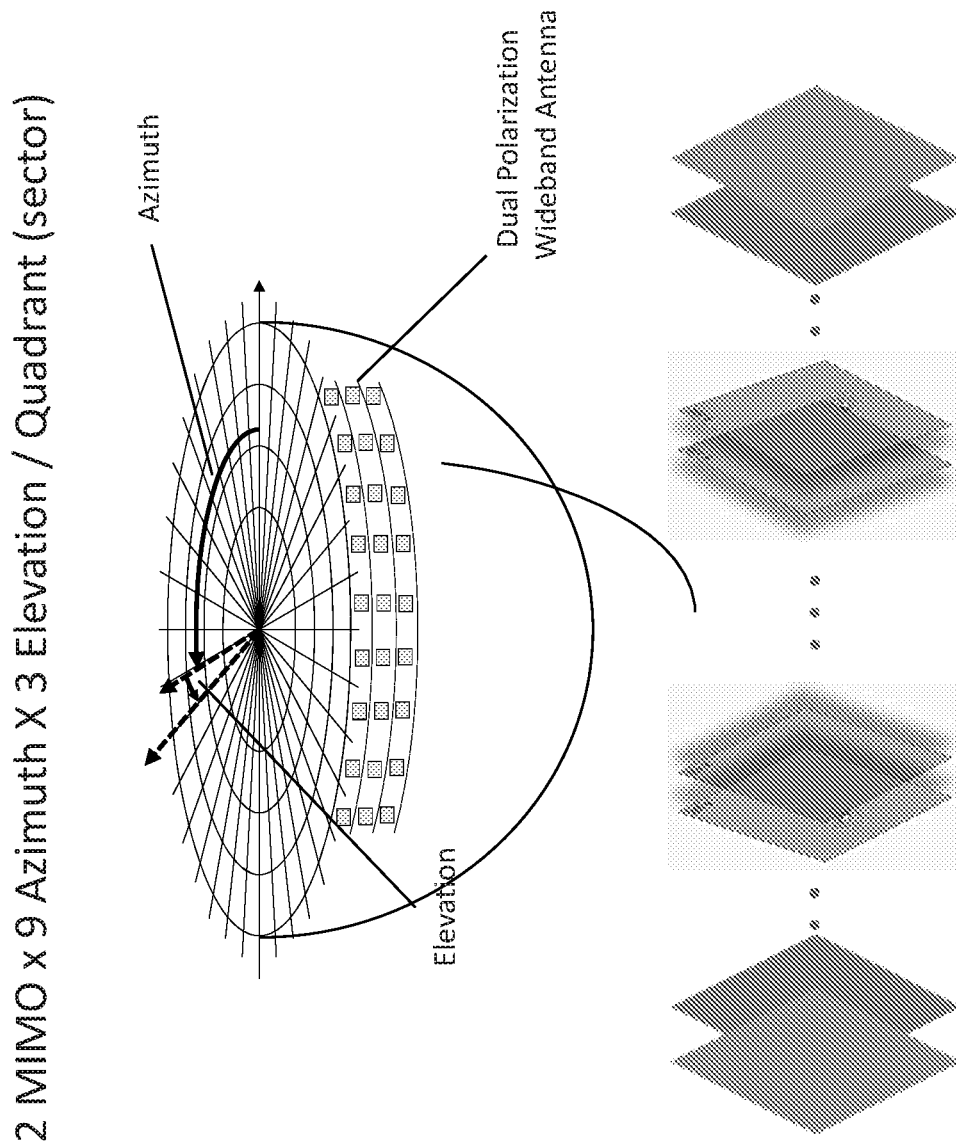 2 MIMO x 9 Azimuth X 3 Elevation / Quadrant (sector)
Azimuth
Dual Polarization
Wideband Antenna
Elevation